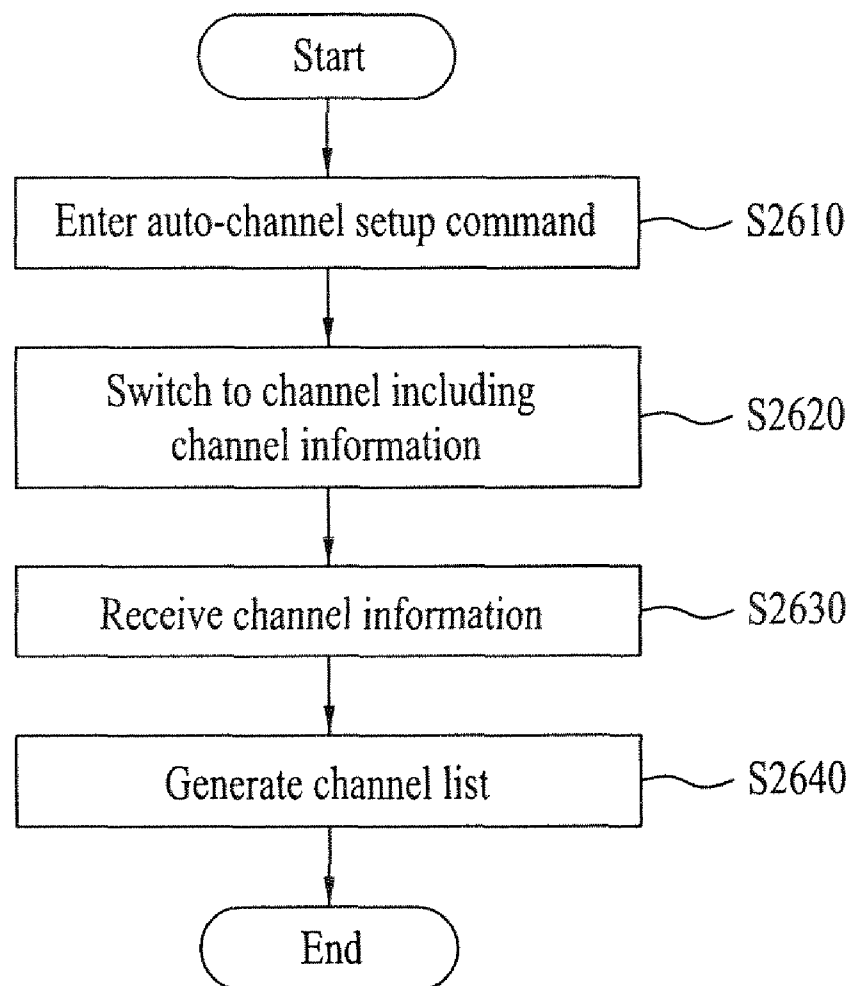 Start
Enter auto-channel setup command
S2610
Switch to channel including
channel information
S2620
Receive channel information
S2630
Generate channel list
S2640
End